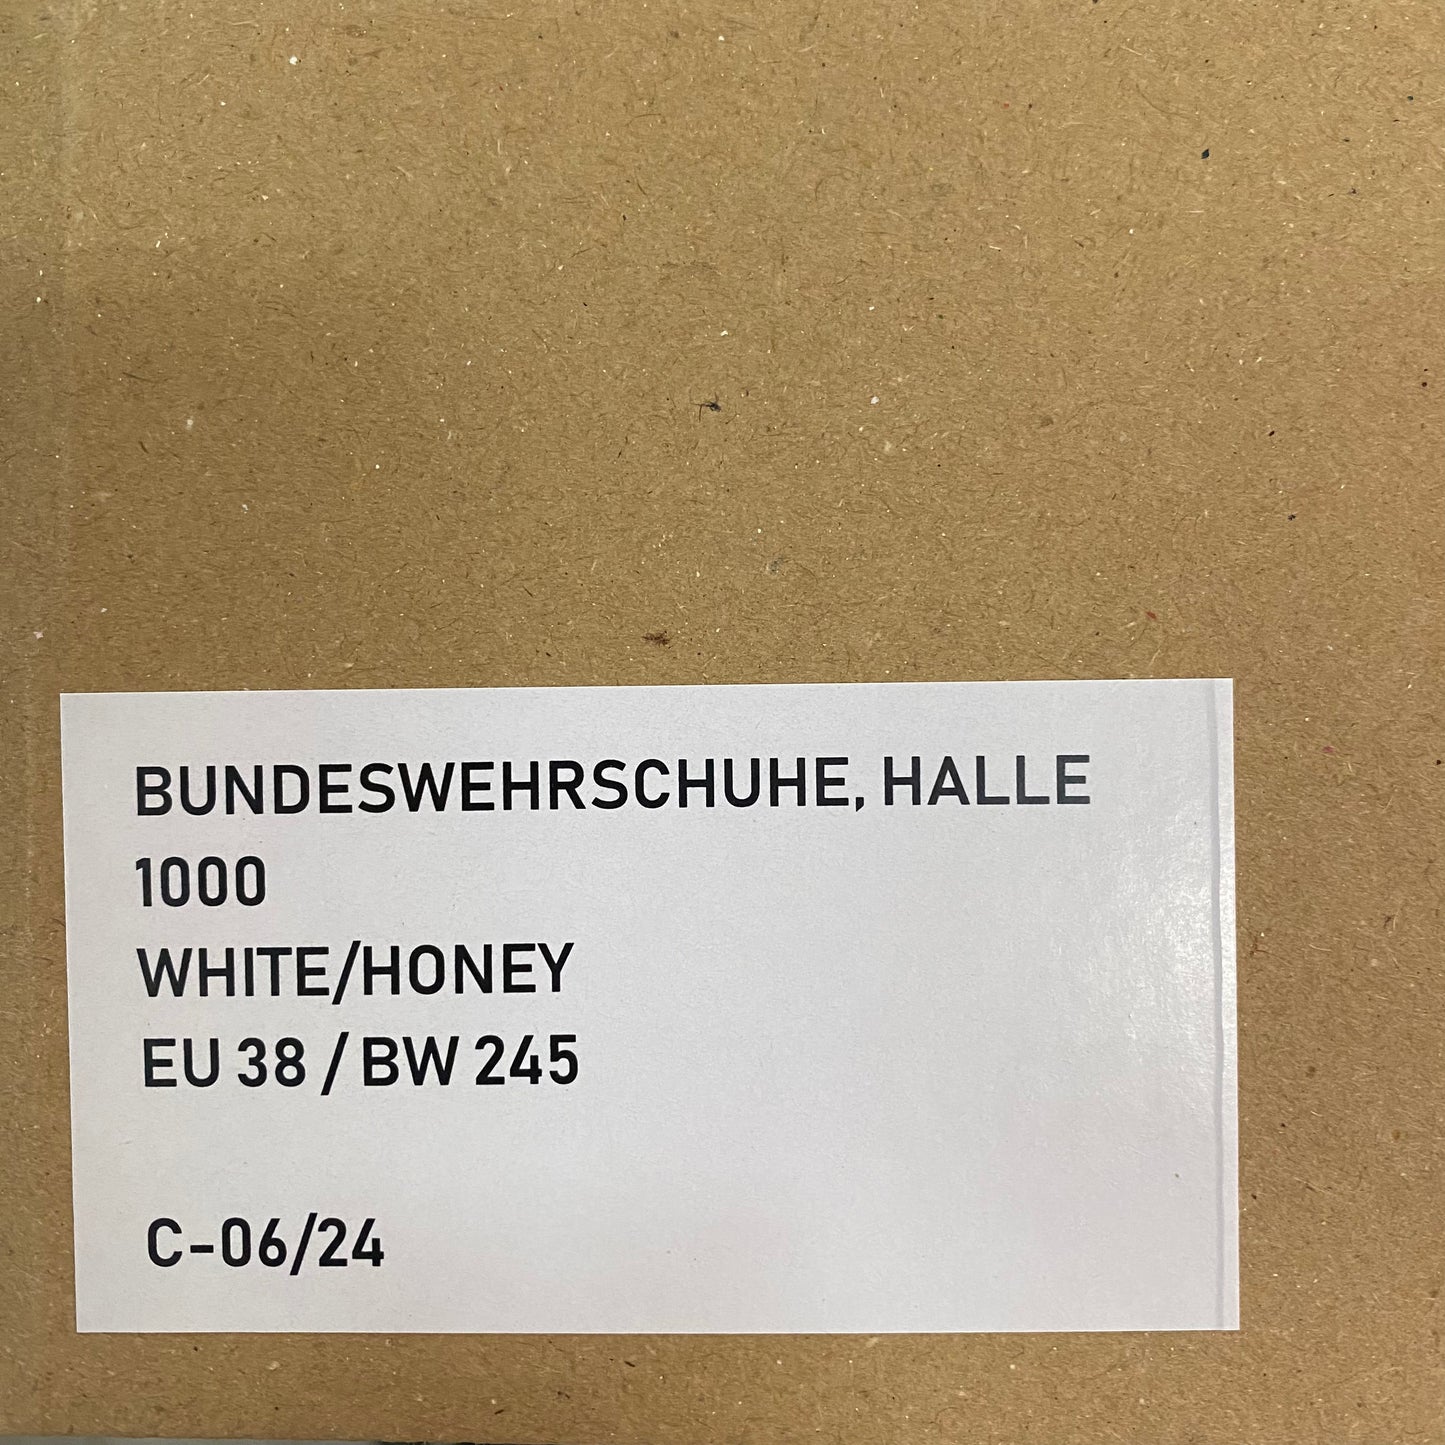 BUNDESWEHRSCHUHE, HALLE
1000
WHITE/HONEY
EU 38 / BW 245
C-06/24